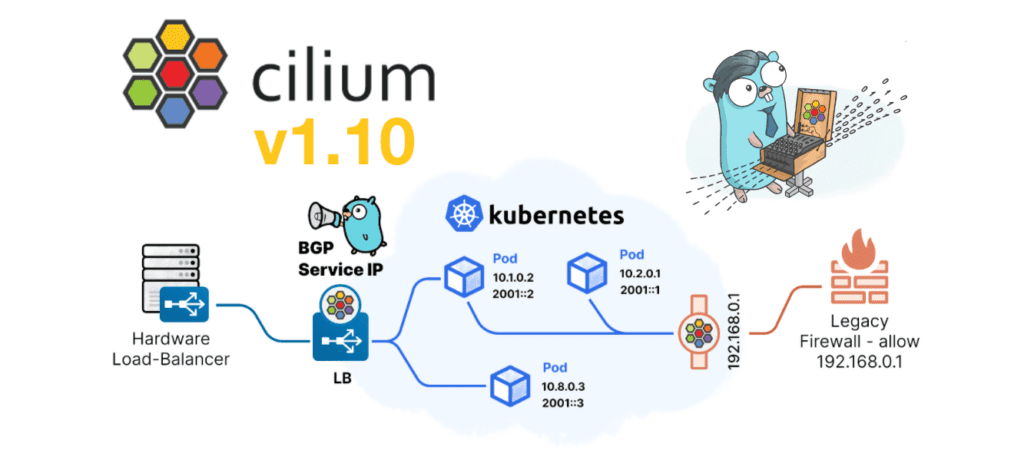 cilium
v1.10
kubernetes
BGP
Service IP
Pod
10.1.0.2
2001::2
Pod
10.2.0.1
2001::1
192.168.0.1
Hardware
Load-Balancer
LB
Pod
10.8.0.3
2001::3
Legacy
Firewall - allow
192.168.0.1